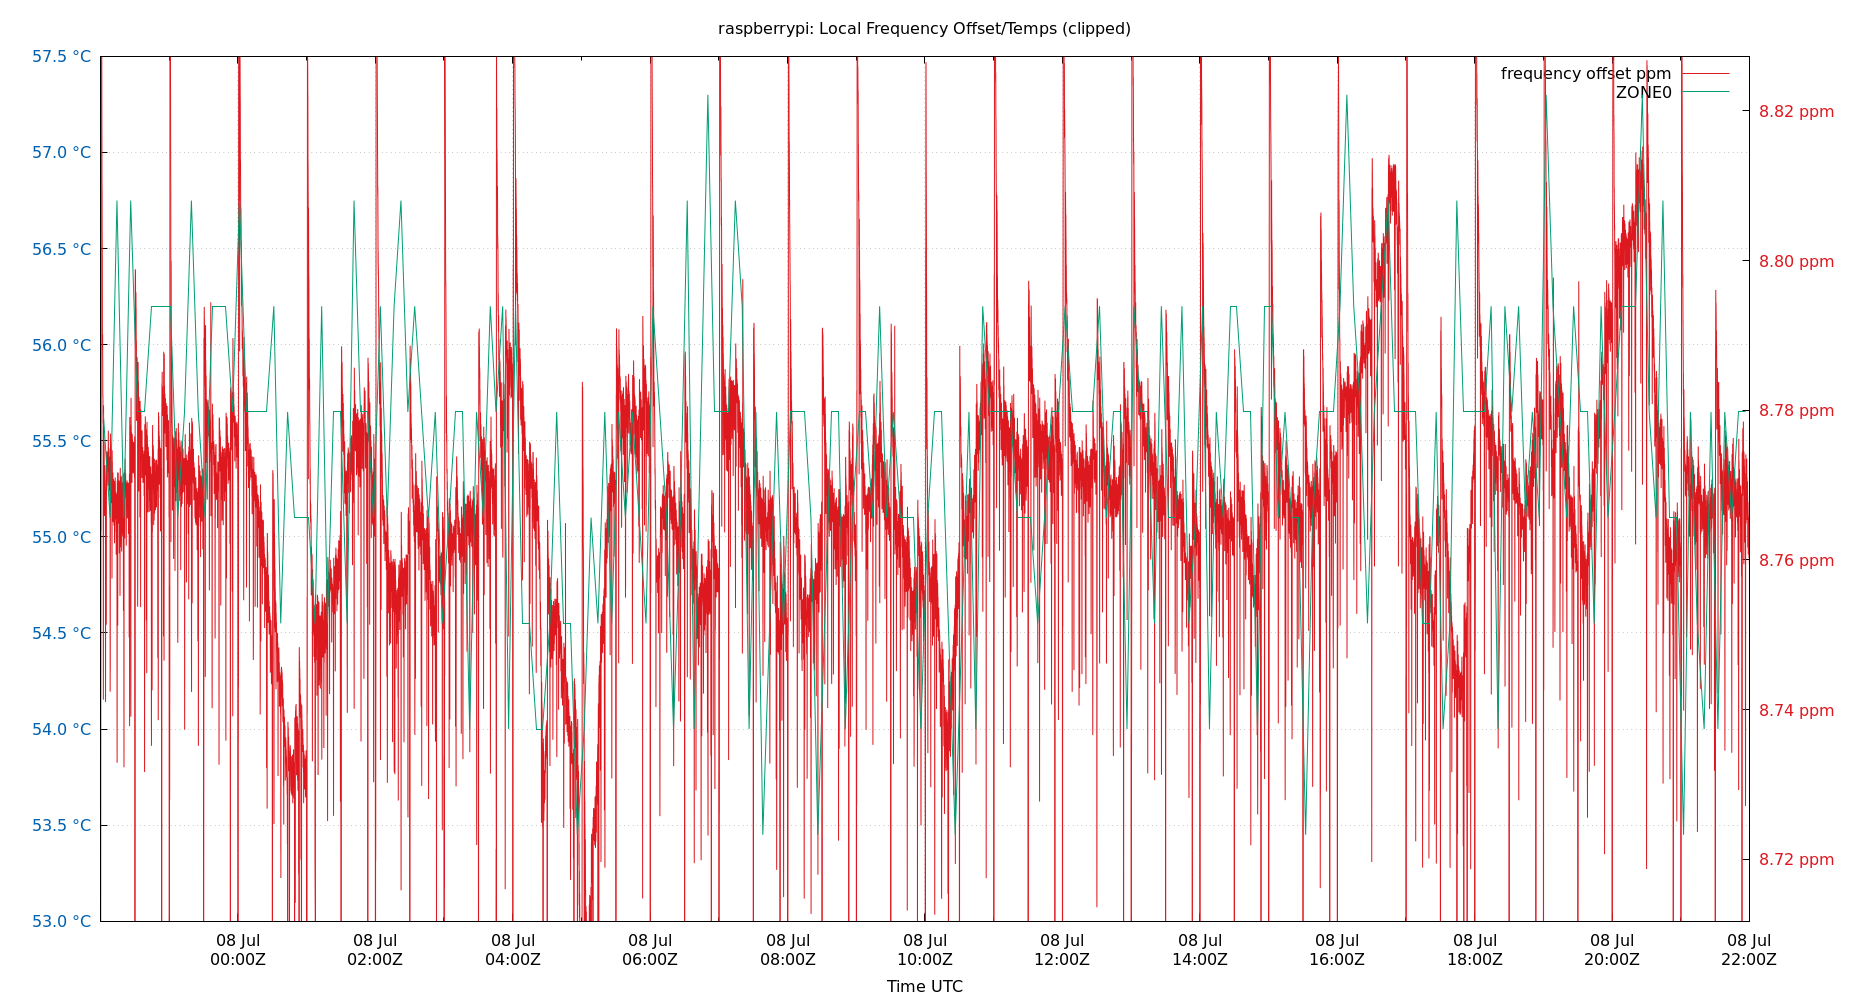 raspberrypi: Local Frequency Offset/Temps (clipped)
frequency offset ppm
ZONE0
57.5 °C
57.0 °C
56.5 °C
56.0 °C
55.5 °C
55.0 °C
54.5 °C
54.0 °C
53.5 °C
53.0 °C
8.82 ppm
8.80 ppm
8.78 ppm
8.76 ppm
8.74 ppm
8.72 ppm
08 Jul 08 Jul 08 Jul 08 Jul 08 Jul 08 Jul 08 Jul 08 Jul 08 Jul 08 Jul 08 Jul 08 Jul
00:00Z 02:00Z 04:00Z 06:00Z 08:00Z 10:00Z 12:00Z 14:00Z 16:00Z 18:00Z 20:00Z 22:00Z
Time UTC